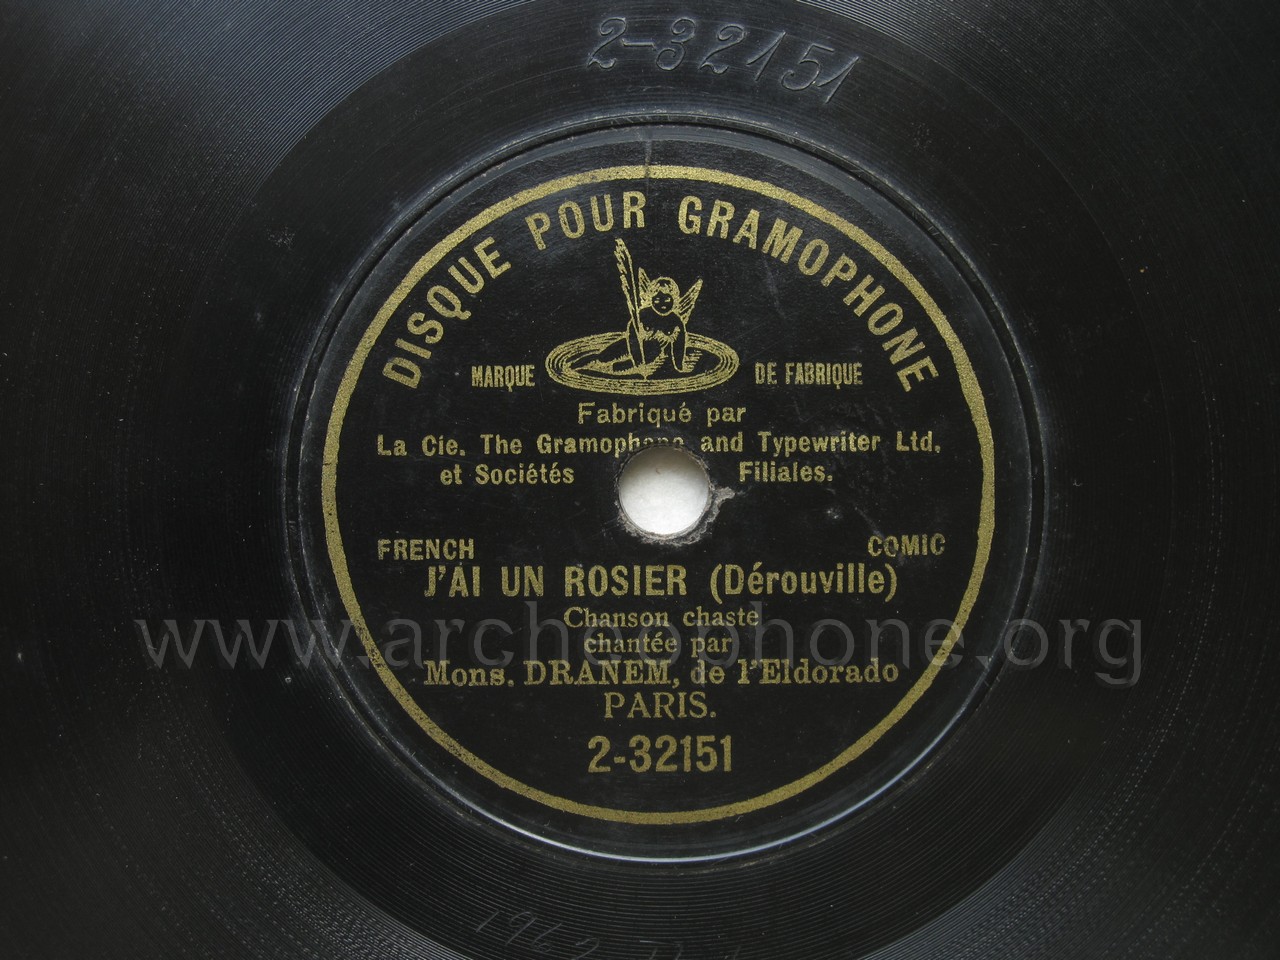 2-32151
DISQUE POUR GRAMOPHONE
MARQUE DE FABRIQUE
Fabriqué par
La Cie. The Gramophone and Typewriter Ltd.
et Sociétés Filiales.
FRENCH COMIC
J'AI UN ROSIER (Dérouville)
Chanson chaste
chantée par
www.archeophone.org
Mons. DRANEM, de l'Eldorado
PARIS.
2-32151